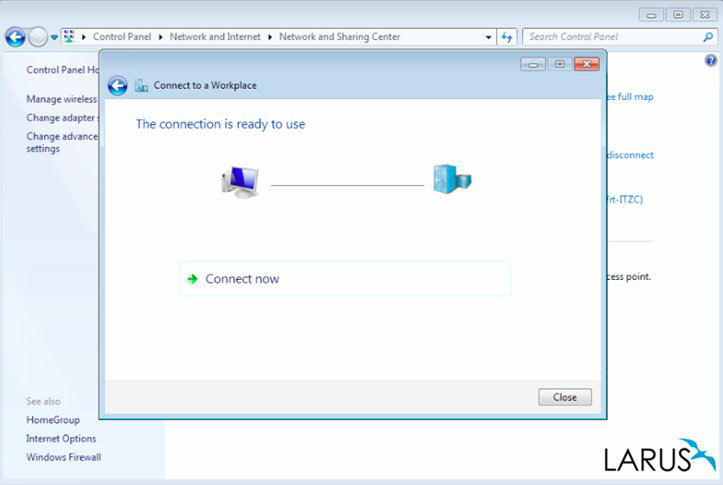 Control Panel
Network and Internet
Network and Sharing Center
Search Control Panel
Control Panel Ho
Manage wireless
Change adapter s
Change advance
settings
See also
HomeGroup
Internet Options
Windows Firewall
Connect to a Workplace
The connection is ready to use
Connect now
Close
ee full map
disconnect
rt-ITZC)
cess point.
LARUS